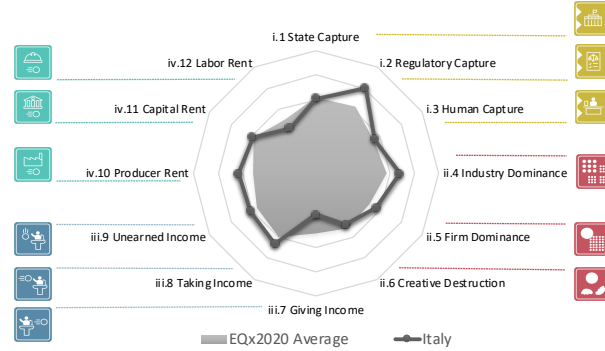 i.1 State Capture
iv.12 Labor Rent
i.2 Regulatory Capture
iv.11 Capital Rent
i.3 Human Capture
iv.10 Producer Rent
ii.4 Industry Dominance
iii.9 Unearned Income
ii.5 Firm Dominance
iii.8 Taking Income
ii.6 Creative Destruction
iii.7 Giving Income
EQx2020 Average
Italy